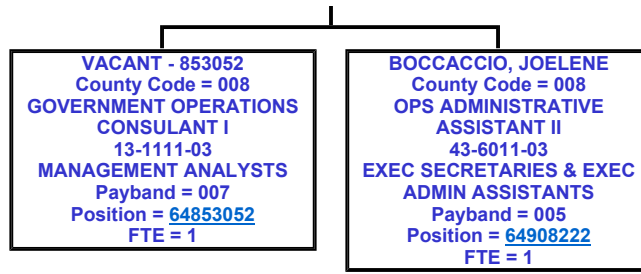 VACANT - 853052
County Code = 008
GOVERNMENT OPERATIONS
CONSULANT I
13-1111-03
MANAGEMENT ANALYSTS
Payband = 007
Position = 64853052
FTE = 1
BOCCACCIO, JOELENE
County Code = 008
OPS ADMINISTRATIVE
ASSISTANT II
43-6011-03
EXEC SECRETARIES & EXEC
ADMIN ASSISTANTS
Payband = 005
Position = 64908222
FTE = 1